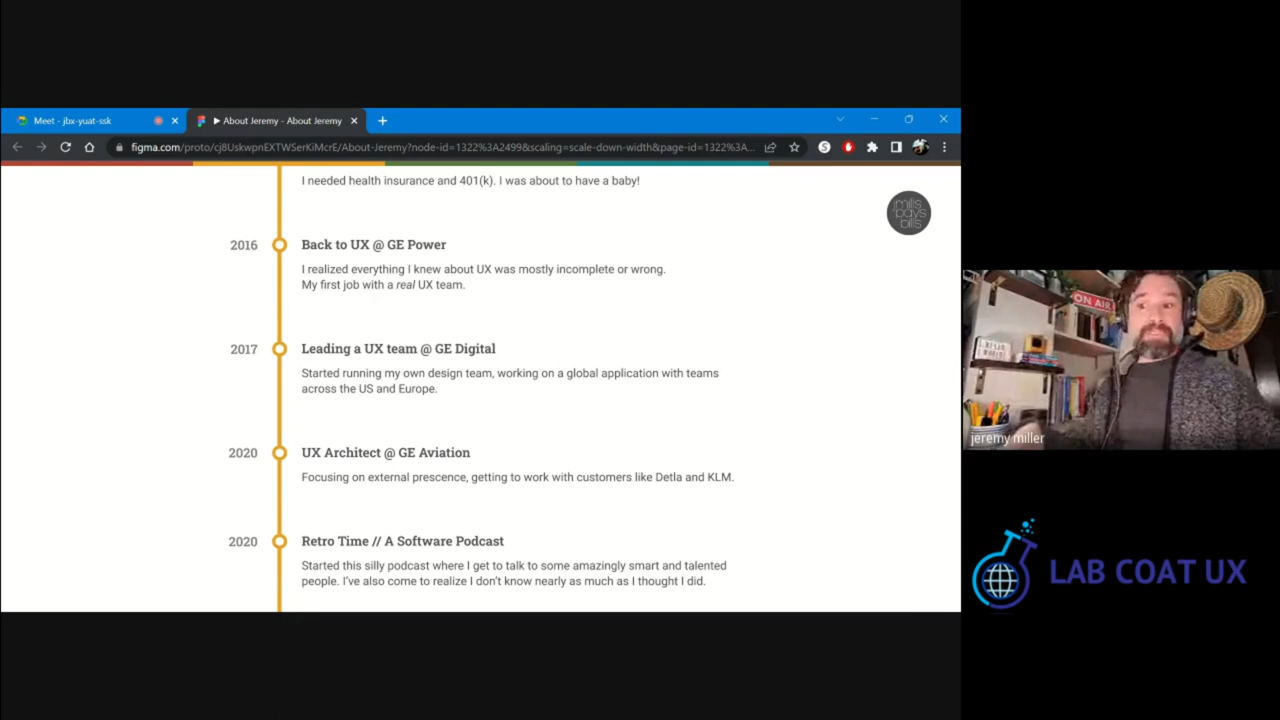 Meet - jbx-yuat-ssk
▶ About Jeremy - About Jeremy
figma.com/proto/cj8UskwpnEXTWSerKiMcrE/About-Jeremy?node-id=1322%3A2499&scaling=scale-down-width&page-id=1322%3A...
I needed health insurance and 401(k). I was about to have a baby!
mills
pays
bills
2016
Back to UX @ GE Power
I realized everything I knew about UX was mostly incomplete or wrong.
My first job with a real UX team.
2017
Leading a UX team @ GE Digital
Started running my own design team, working on a global application with teams
across the US and Europe.
2020
UX Architect @ GE Aviation
Focusing on external prescence, getting to work with customers like Detla and KLM.
2020
Retro Time // A Software Podcast
Started this silly podcast where I get to talk to some amazingly smart and talented
people. I've also come to realize I don't know nearly as much as I thought I did.
ON AIR
jeremy miller
LAB COAT UX